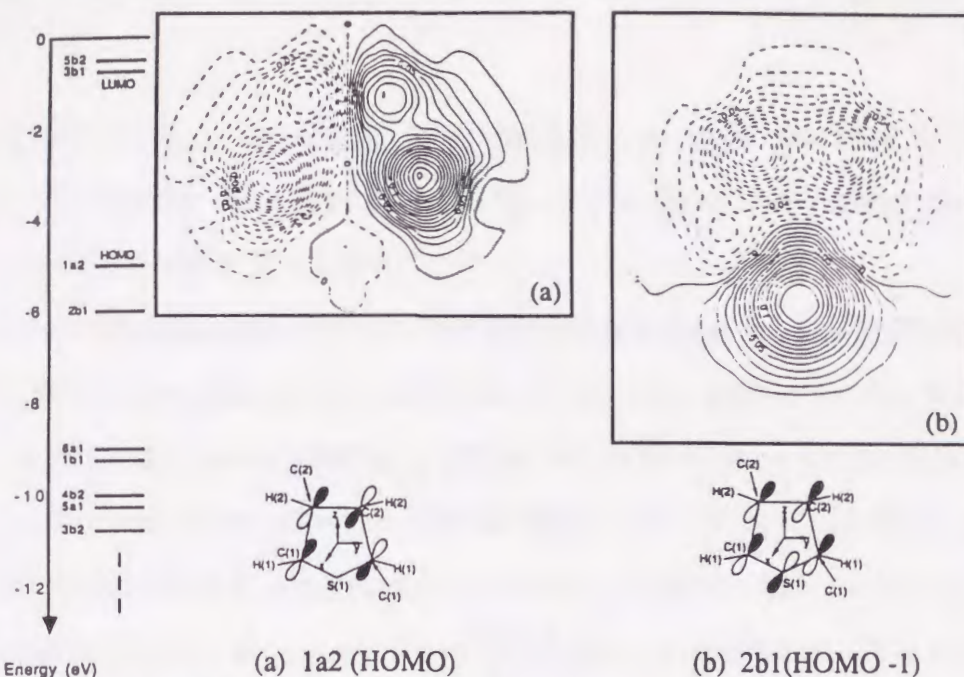 0
5b2
3b1
LUMO
-2
-4
HOMO
1a2
2b1
-6
-8
6a1
1b1
-10
4b2
5a1
3b2
-12
Energy (eV)
(a)
(b)
C(2)
H(2)
H(2)
C(2)
C(1)
H(1)
S(1)
H(1)
C(1)
C(2)
H(2)
H(2)
C(2)
C(1)
H(1)
S(1)
H(1)
C(1)
(a) 1a2 (HOMO)
(b) 2b1(HOMO -1)